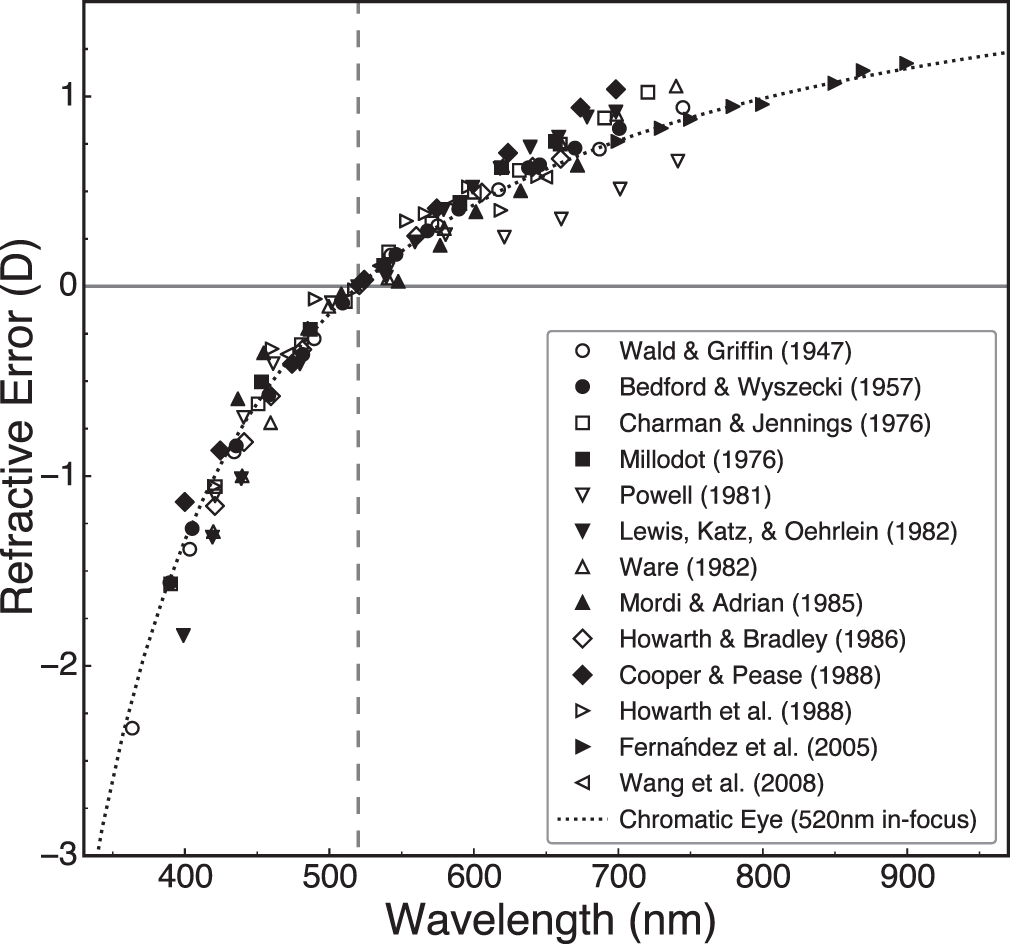 Refractive Error (D)
1
0
−1
−2
−3
Wald & Griffin (1947)
Bedford & Wyszecki (1957)
Charman & Jennings (1976)
Millodot (1976)
Powell (1981)
Lewis, Katz, & Oehrlein (1982)
Ware (1982)
Mordi & Adrian (1985)
Howarth & Bradley (1986)
Cooper & Pease (1988)
Howarth et al. (1988)
Fernández et al. (2005)
Wang et al. (2008)
Chromatic Eye (520nm in-focus)
400 500 600 700 800 900
Wavelength (nm)